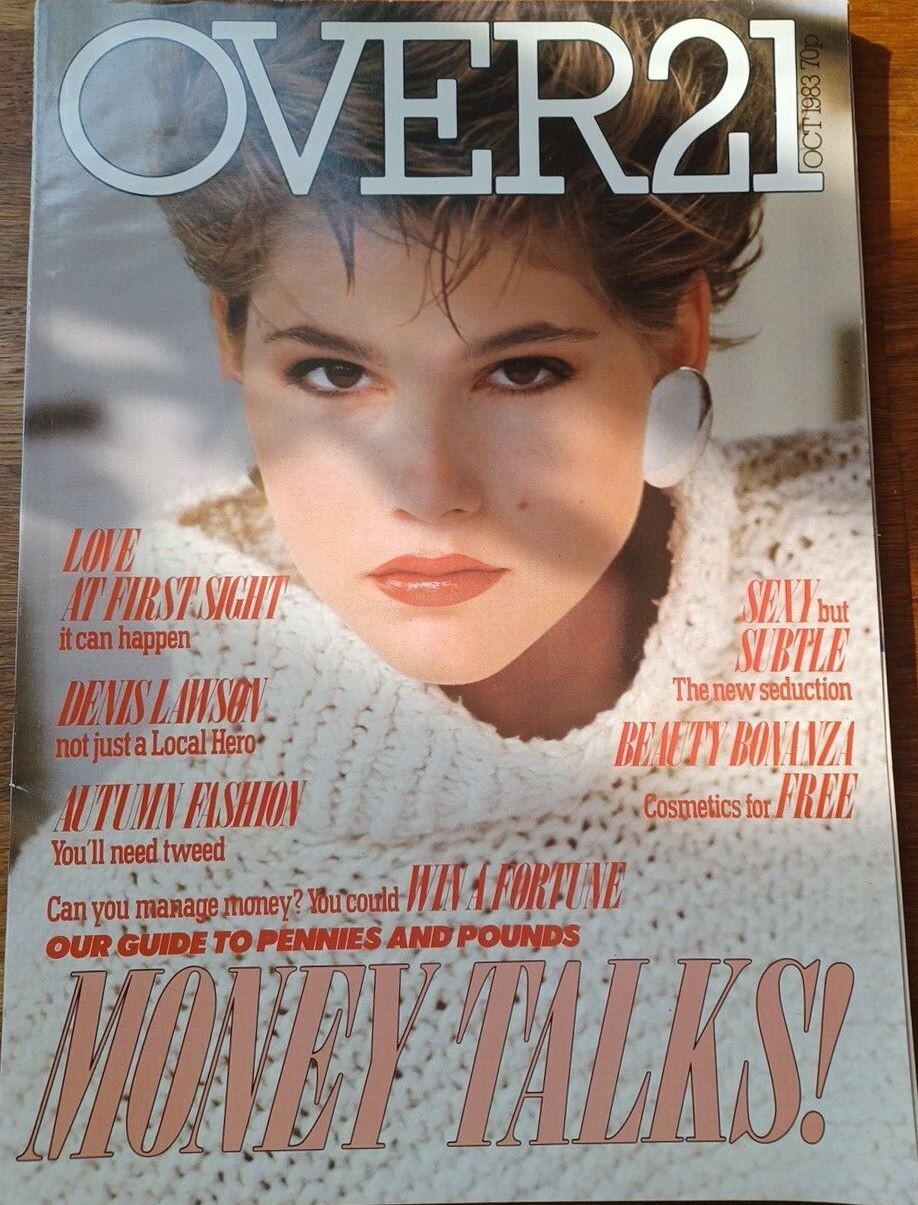 OVER21
OCT 1983 70p
LOVE
AT FIRST SIGHT
it can happen
DENIS LAWSON
not just a Local Hero
AUTUMN FASHION
You'll need tweed
SEXY but
SUBTLE
The new seduction
BEAUTY BONANZA
Cosmetics for FREE
Can you manage money? You could WIN A FORTUNE
OUR GUIDE TO PENNIES AND POUNDS
MONEY TALKS!